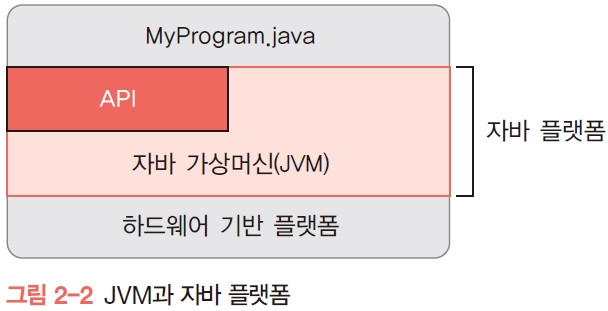 MyProgram.java
API
자바 플랫폼
자바 가상머신(JVM)
하드웨어 기반 플랫폼
그림 2-2 JVM과 자바 플랫폼